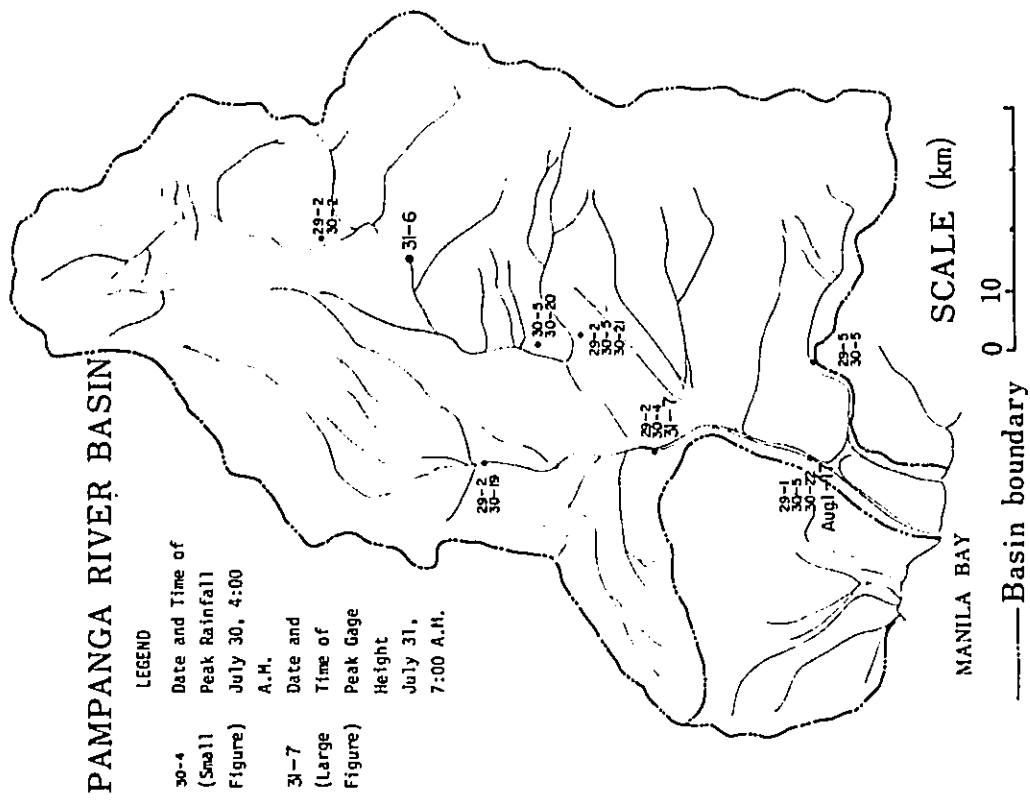 PAMPANGA RIVER BASIN
LEGEND
30-4 Date and Time of
(Small Peak Rainfall
Figure) July 30, 4:00
A.M.
31-7 Date and
(Large Time of
Figure) Peak Gage
Height
July 31,
7:00 A.M.
29-2
30-2
31-6
30-5
30-20
29-2
30-5
30-21
29-2
30-19
29-2
30-4
31-7
29-1
30-5
30-22
Aug1-17
29-5
30-5
MANILA BAY
SCALE (km)
0 10
Basin boundary